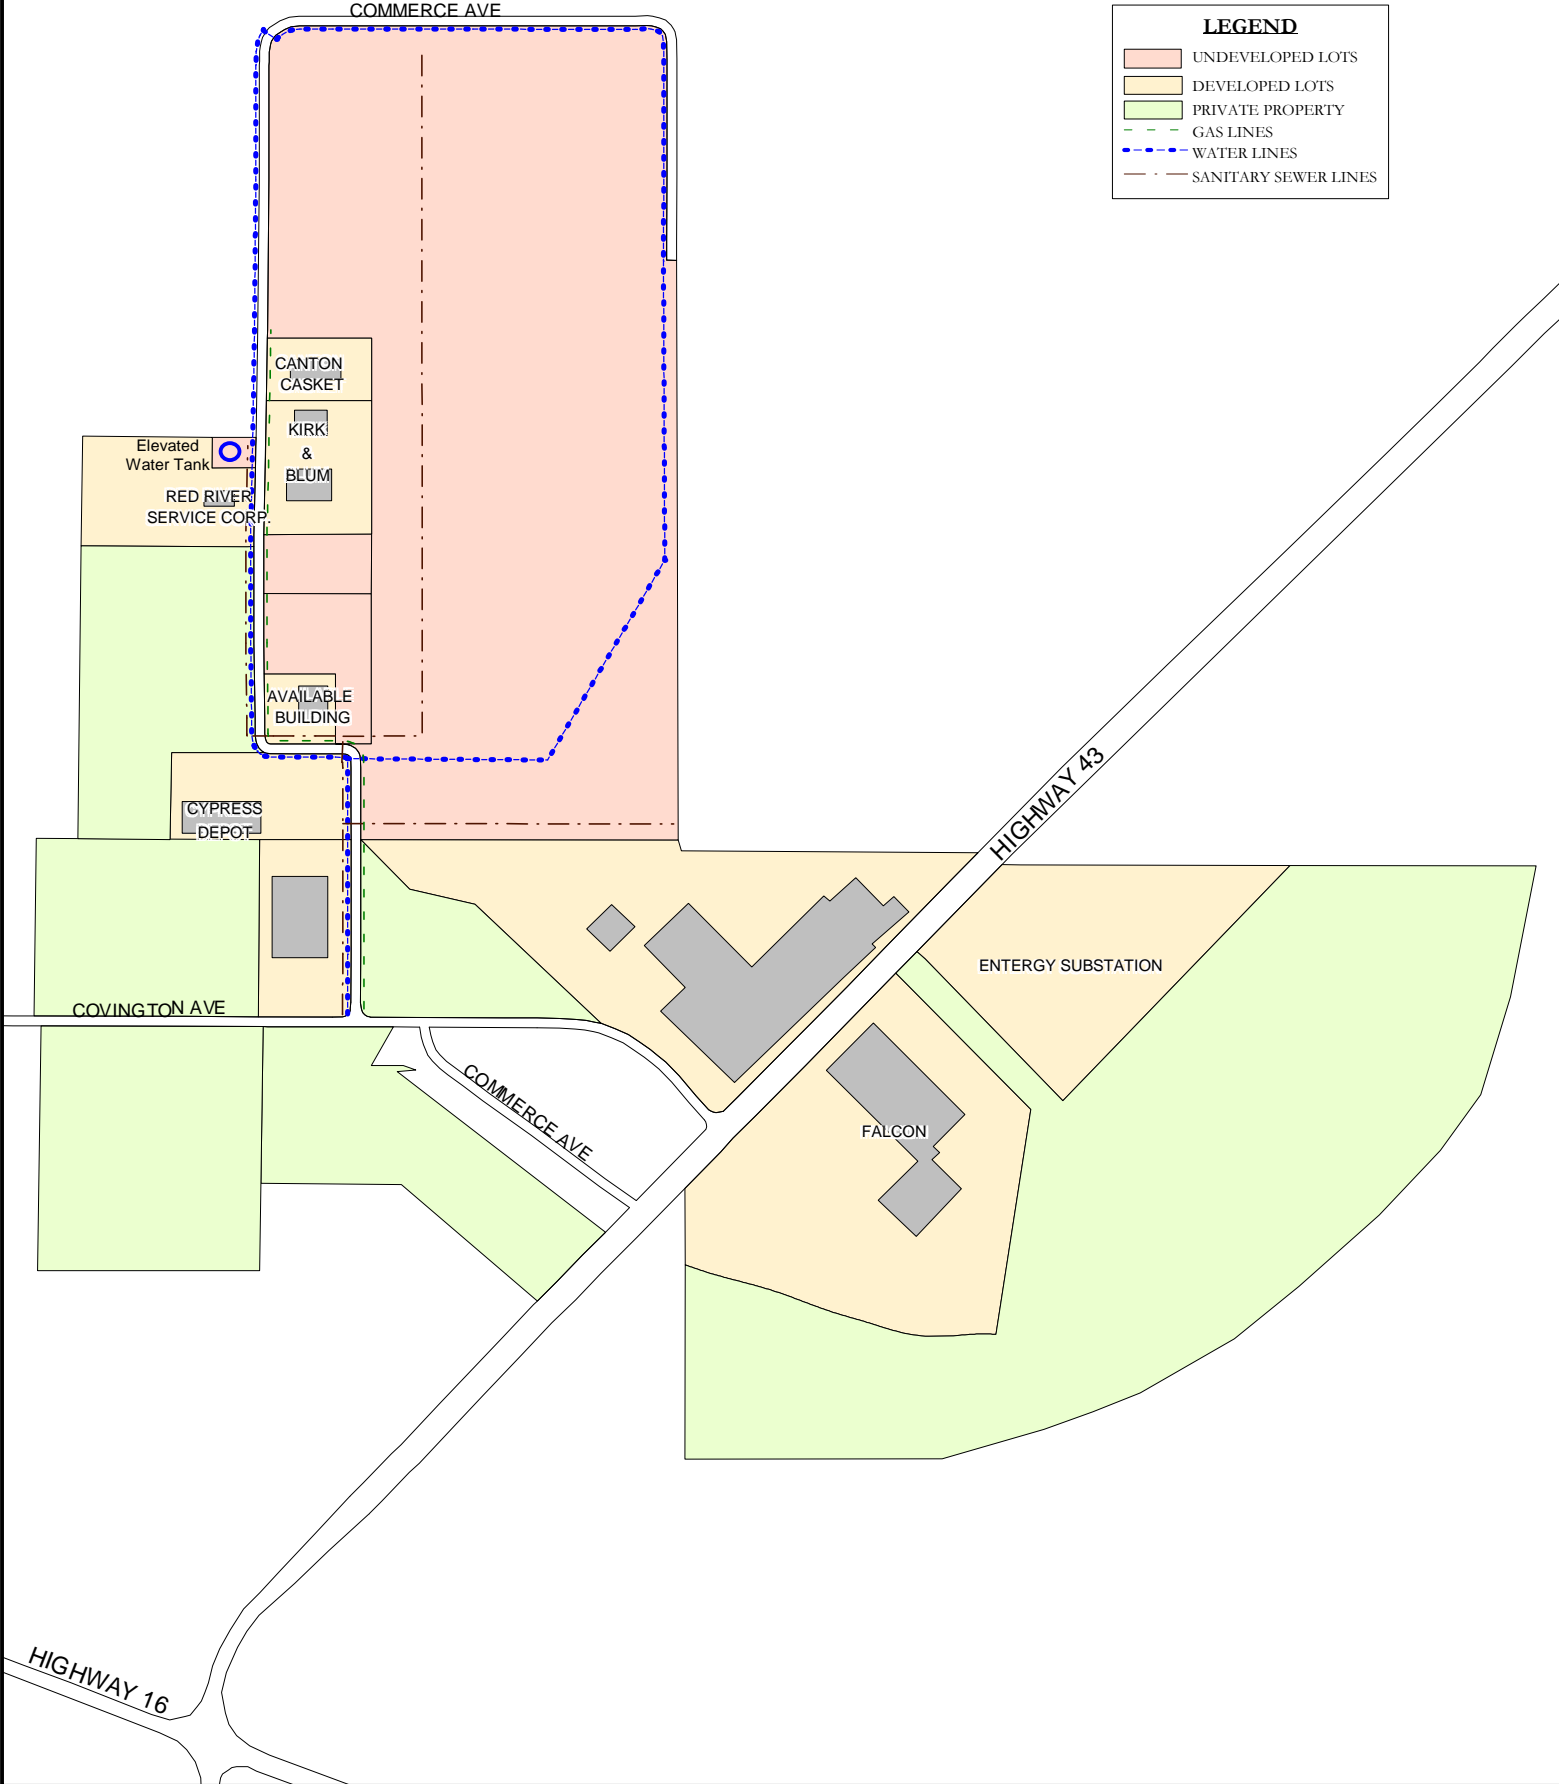 COMMERCE AVE
LEGEND
UNDEVELOPED LOTS
DEVELOPED LOTS
PRIVATE PROPERTY
GAS LINES
WATER LINES
SANITARY SEWER LINES
CANTON
CASKET
KIRK
&
BLUM
Elevated
Water Tank
RED RIVER
SERVICE CORP.
AVAILABLE
BUILDING
CYPRESS
DEPOT
HIGHWAY 43
ENTERGY SUBSTATION
COVINGTON AVE
COMMERCE AVE
FALCON
HIGHWAY 16